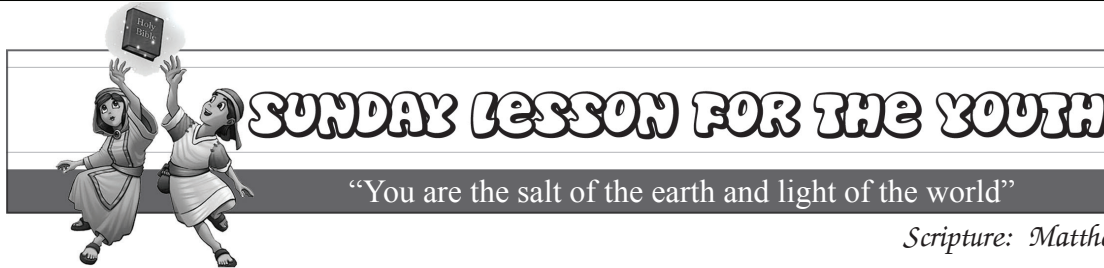 Holy
Bible
SUNDAY LESSON FOR THE YOUTH
“You are the salt of the earth and light of the world”
Scripture: Matthe